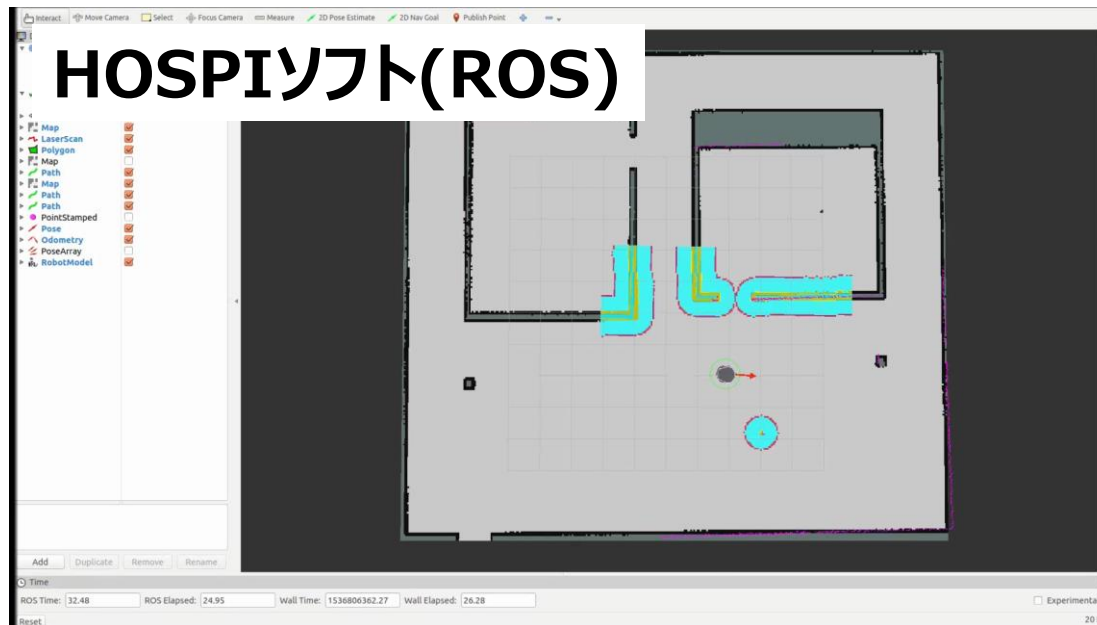 Interact Move Camera Select Focus Camera Measure 2D Pose Estimate 2D Nav Goal Publish Point
HOSPIソフト(ROS)
Map
LaserScan
Polygon
Map
Path
Map
Path
Path
PointStamped
Pose
Odometry
PoseArray
RobotModel
Add Duplicate Remove Rename
Time
ROS Time: 32.48 ROS Elapsed: 24.95 Wall Time: 1536806362.27 Wall Elapsed: 26.28 Experimenta
Reset 20